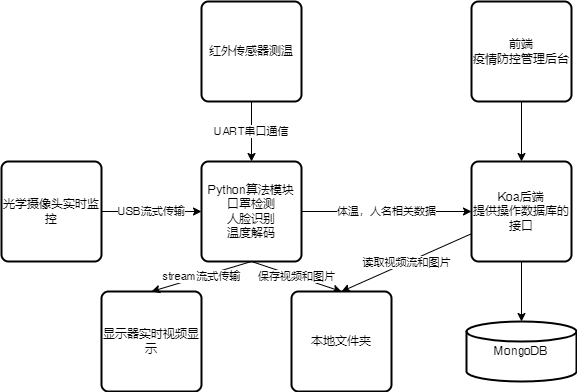 红外传感器测温
前端
疫情防控管理后台
UART串口通信
光学摄像头实时监
控
USB流式传输
Python算法模块
口罩检测
人脸识别
温度解码
体温，人名相关数据
Koa后端
提供操作数据库的
接口
stream流式传输
保存视频和图片
读取视频流和图片
显示器实时视频显
示
本地文件夹
MongoDB